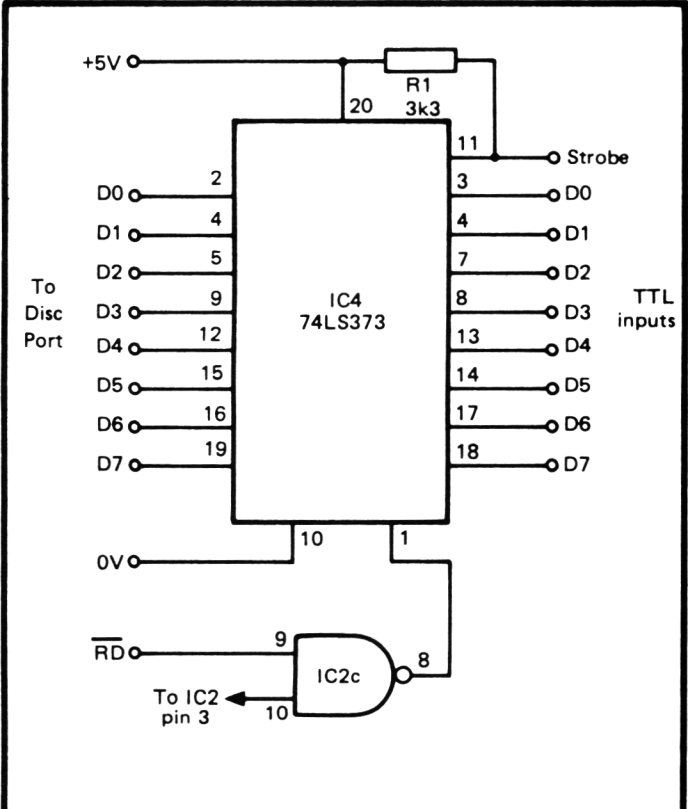 +5V
R1
3k3
20
11
Strobe
2
3
D0
D0
4
4
D1
D1
5
7
D2
D2
To
Disc
Port
9
8
D3
D3
IC4
74LS373
TTL
inputs
12
13
D4
D4
15
14
D5
D5
16
17
D6
D6
19
18
D7
D7
10
1
0V
RD
9
8
IC2c
To IC2
pin 3
10